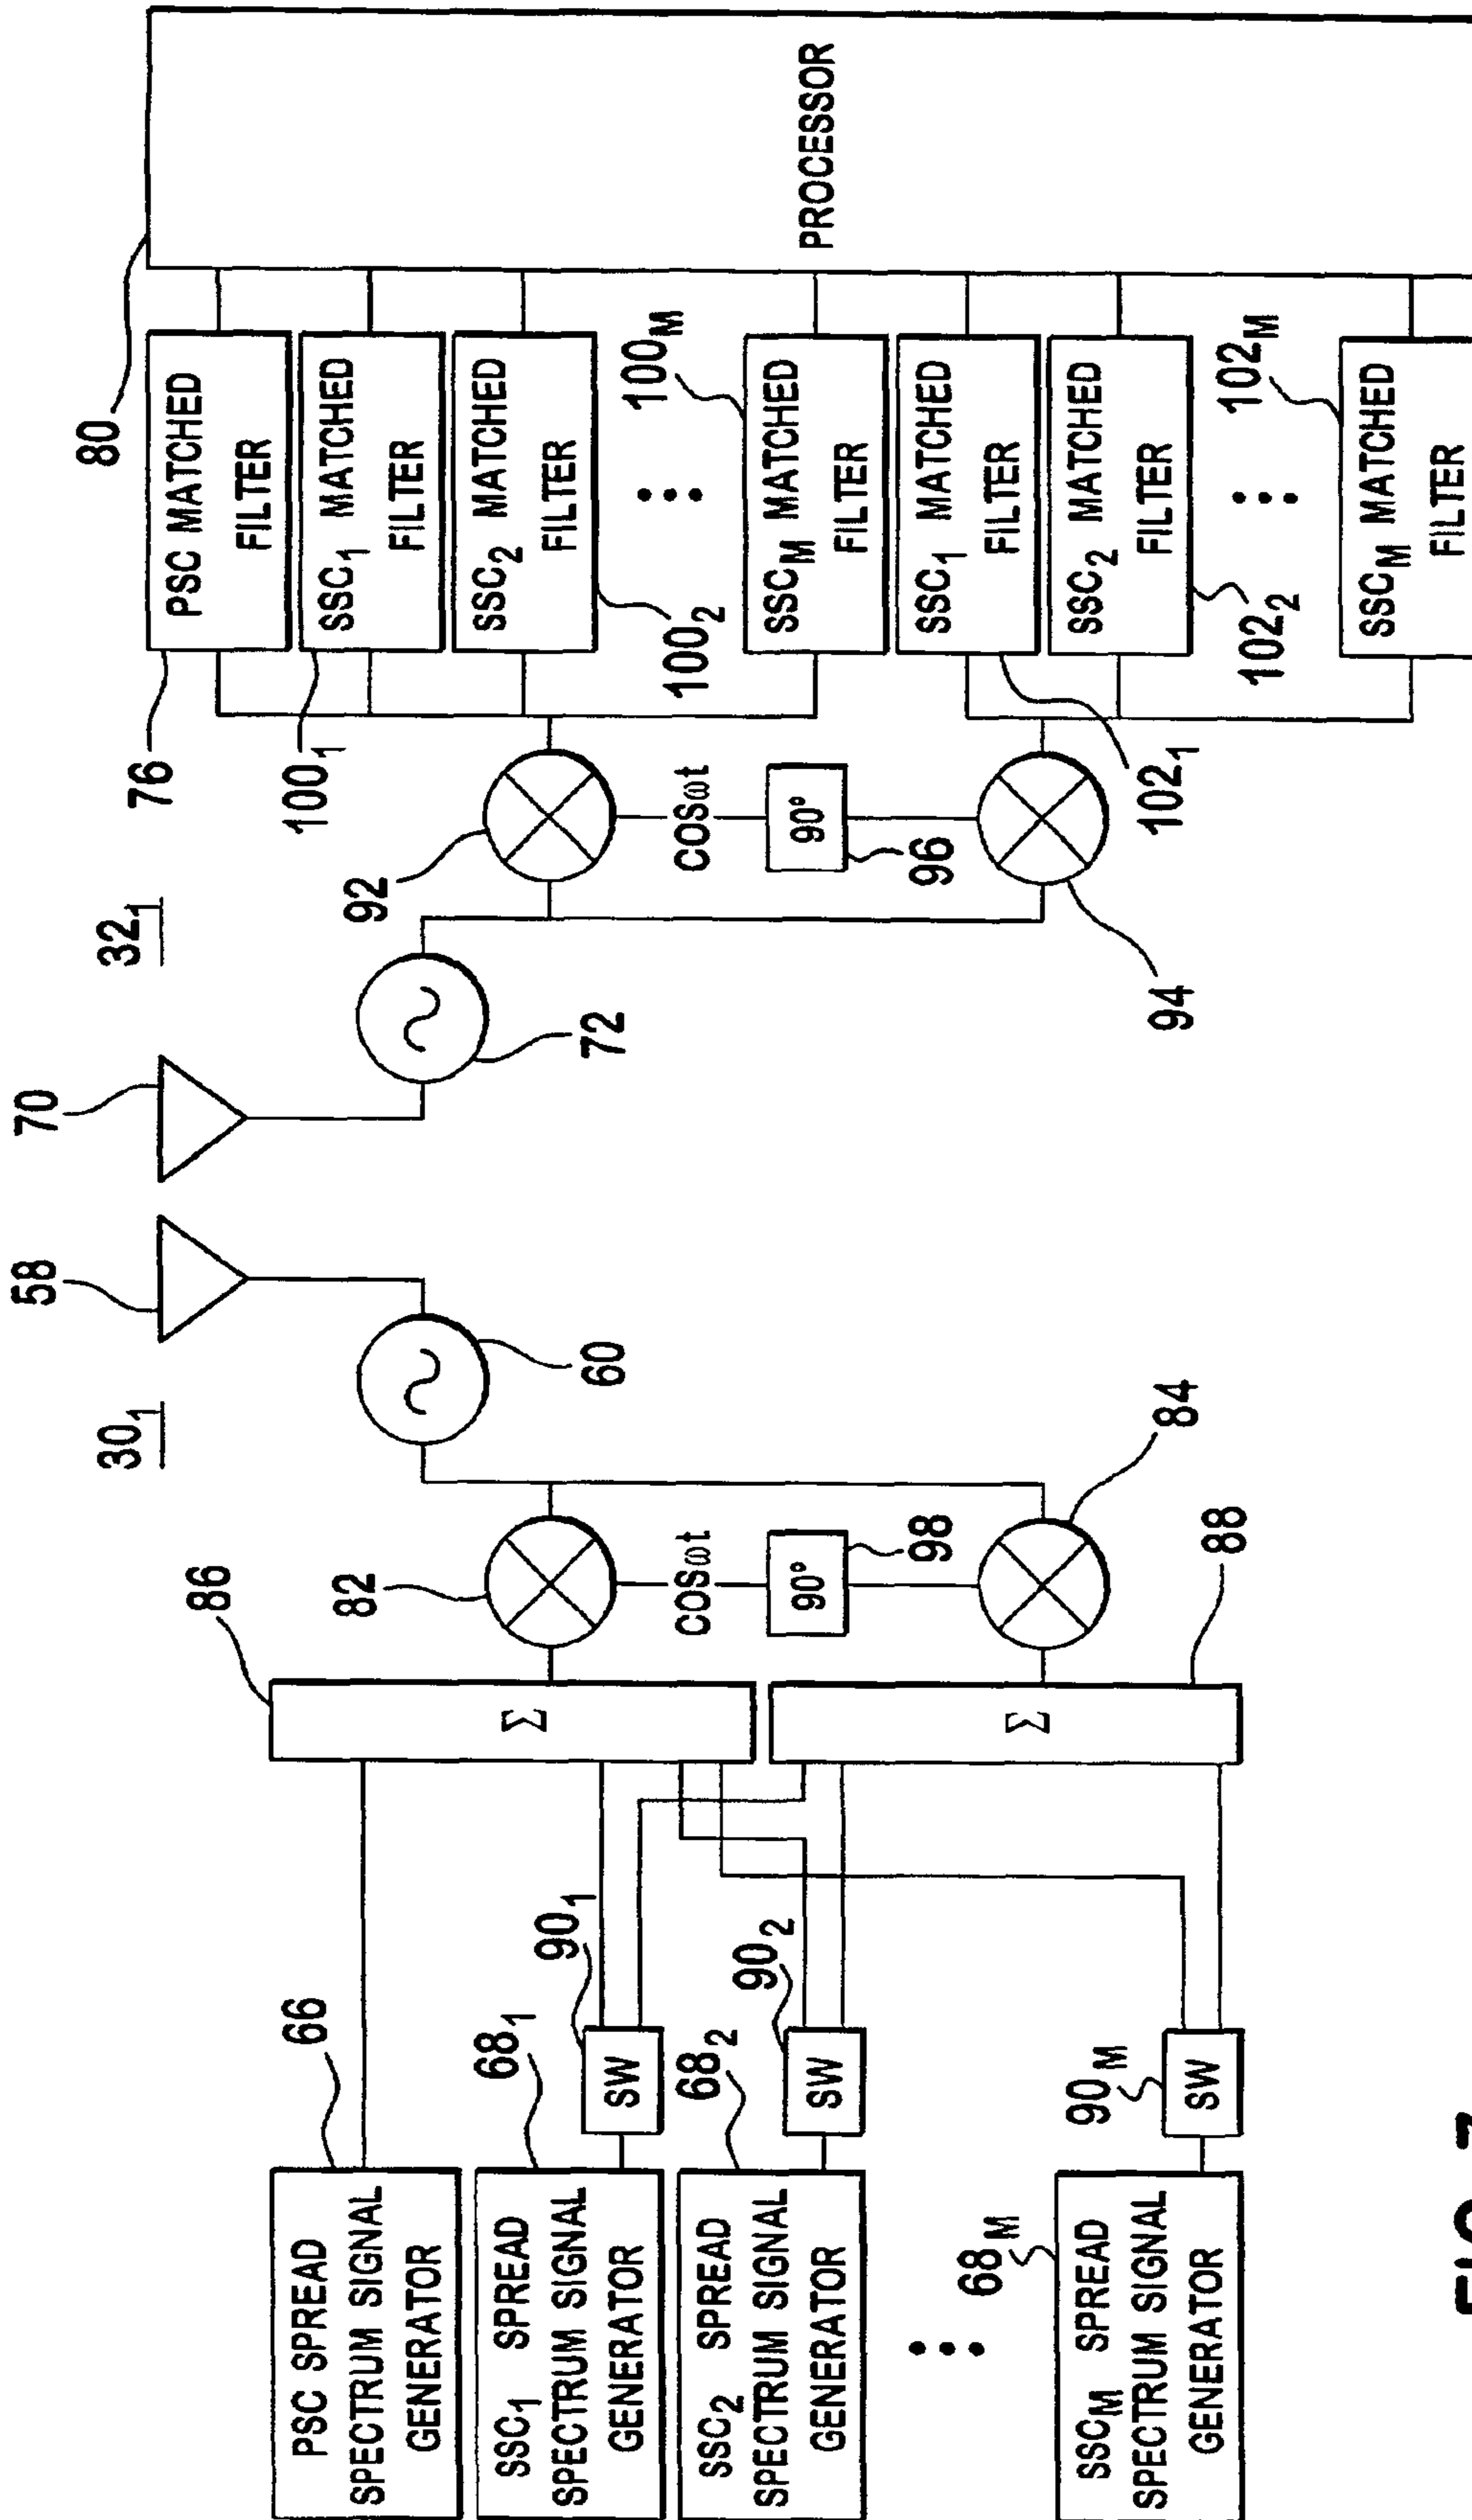 30₁
32₁
58
70
80
66
PSC SPREAD
SPECTRUM SIGNAL
GENERATOR
68₁
SSC₁ SPREAD
SPECTRUM SIGNAL
GENERATOR
90₁
SW
68₂
SSC₂ SPREAD
SPECTRUM SIGNAL
GENERATOR
90₂
SW
68M
SSCM SPREAD
SPECTRUM SIGNAL
GENERATOR
90M
SW
86
Σ
88
Σ
82
COSωt
90°
98
84
60
72
92
COSωt
90°
96
94
76
PSC MATCHED
FILTER
100₁
SSC₁ MATCHED
FILTER
SSC₂ MATCHED
FILTER
100₂
100M
SSCM MATCHED
FILTER
SSC₁ MATCHED
FILTER
102₁
SSC₂ MATCHED
FILTER
102₂
102M
SSCM MATCHED
FILTER
PROCESSOR